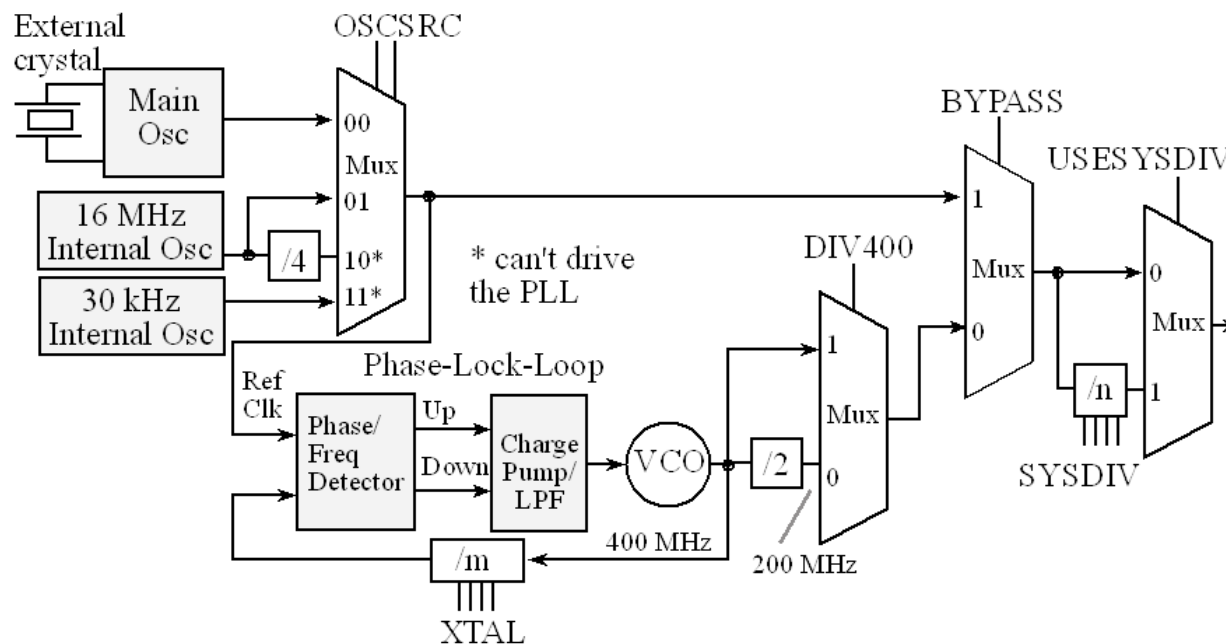 External
crystal
OSCSRC
Main
Osc
00
Mux
01
16 MHz
Internal Osc
/4
10*
11*
30 kHz
Internal Osc
* can't drive
the PLL
BYPASS
1
Mux
0
USESYSDIV
0
Mux
1
/n
SYSDIV
DIV400
1
Mux
0
Phase-Lock-Loop
Ref
Clk
Phase/
Freq
Detector
Up
Down
Charge
Pump/
LPF
VCO
/2
400 MHz
200 MHz
/m
XTAL